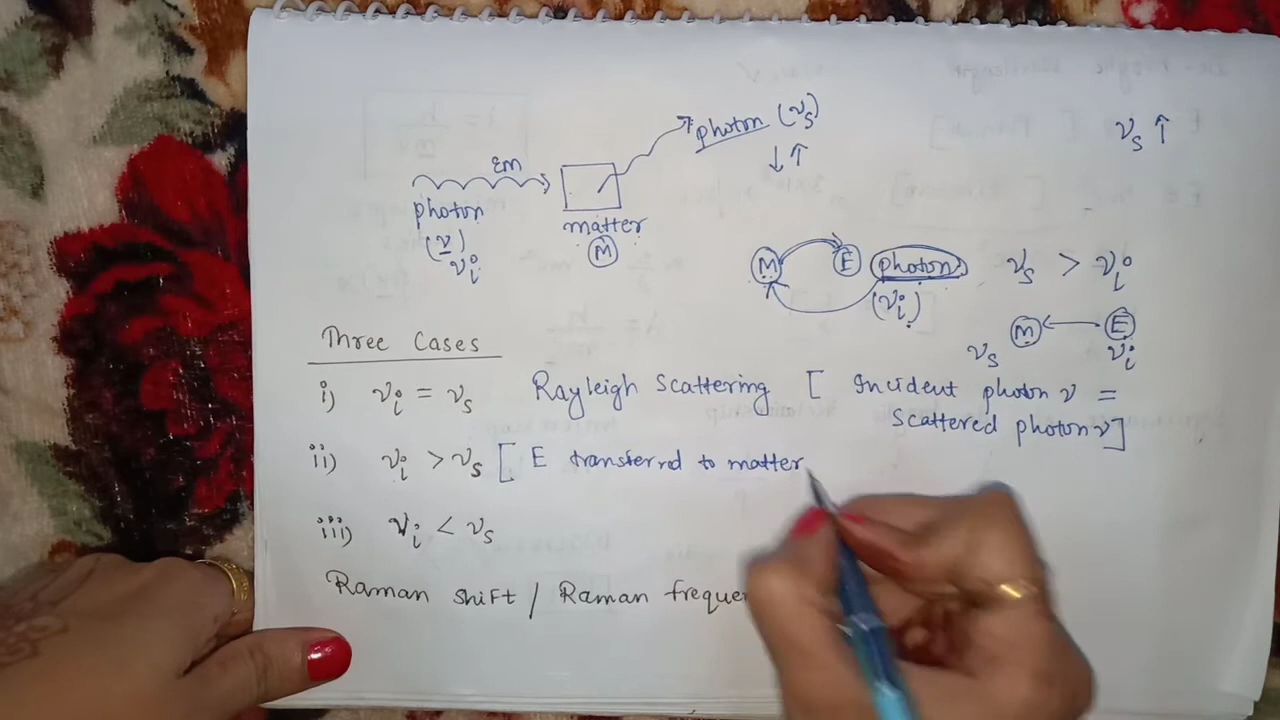 photon (νs)
↓↑
νs ↑
EM
photon
(ν)
νi
matter
M
M E photon
(νi)
νs > νi
M ← E
νs νi
Three Cases
i) νi = νs Rayleigh Scattering [ Incident photon ν =
scattered photon ν]
ii) νi > νs [ E transferred to matter
iii) νi < νs
Raman shift / Raman